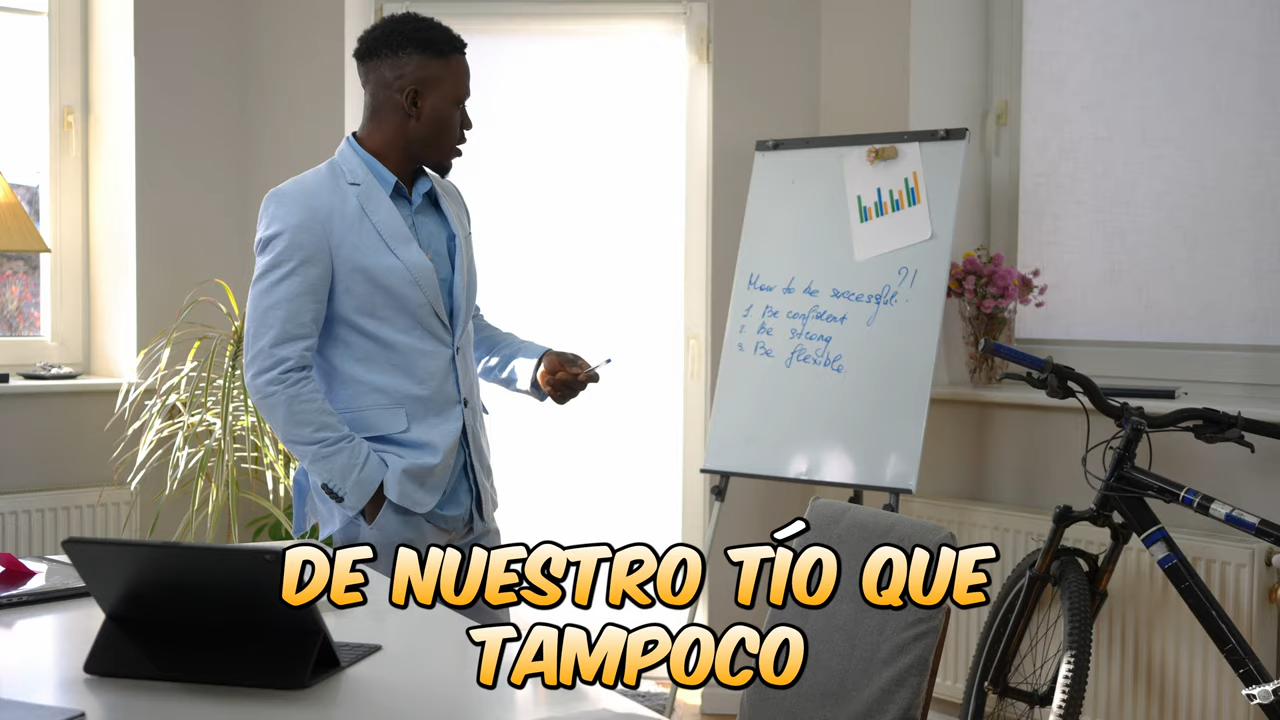 How to be successful?!
1. Be confident
2. Be strong
3. Be flexible
DE NUESTRO TÍO QUE
TAMPOCO